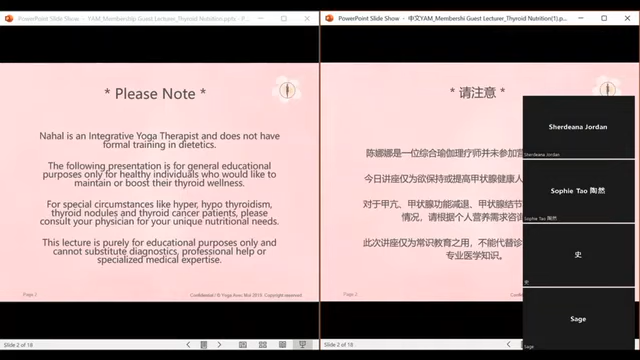 PowerPoint Slide Show - YAM_Membership Guest Lecturer_Thyroid Nutrition.pptx - P...
* Please Note *
Nahal is an Integrative Yoga Therapist and does not have
formal training in dietetics.
The following presentation is for general educational
purposes only for healthy individuals who would like to
maintain or boost their thyroid wellness.
For special circumstances like hyper, hypo thyroidism,
thyroid nodules and thyroid cancer patients, please
consult your physician for your unique nutritional needs.
This lecture is purely for educational purposes only and
cannot substitute diagnostics, professional help or
specialized medical expertise.
Page 2
Confidential! © Yoga Anic Mat 2019. Copyright reserved
Slide 2 of 18
PowerPoint Slide Show - 中文YAM_Membershi Guest Lecturer_Thyroid Nutrition(1).p...
* 请注意 *
陈娜娜是一位综合瑜伽理疗师并未参加营
今日讲座仅为欲保持或提高甲状腺健康人
对于甲亢、甲状腺功能减退、甲状腺结节
情况，请根据个人营养需求咨询
此次讲座仅为常识教育之用，不能代替诊
专业医学知识。
Page 2
Confidential! © Yoga
Slide 2 of 18
Sherdeana Jordan
Sherdeana Jordan
Sophie Tao 陶然
Sophie Tao 陶然
史
史
Sage
Sage